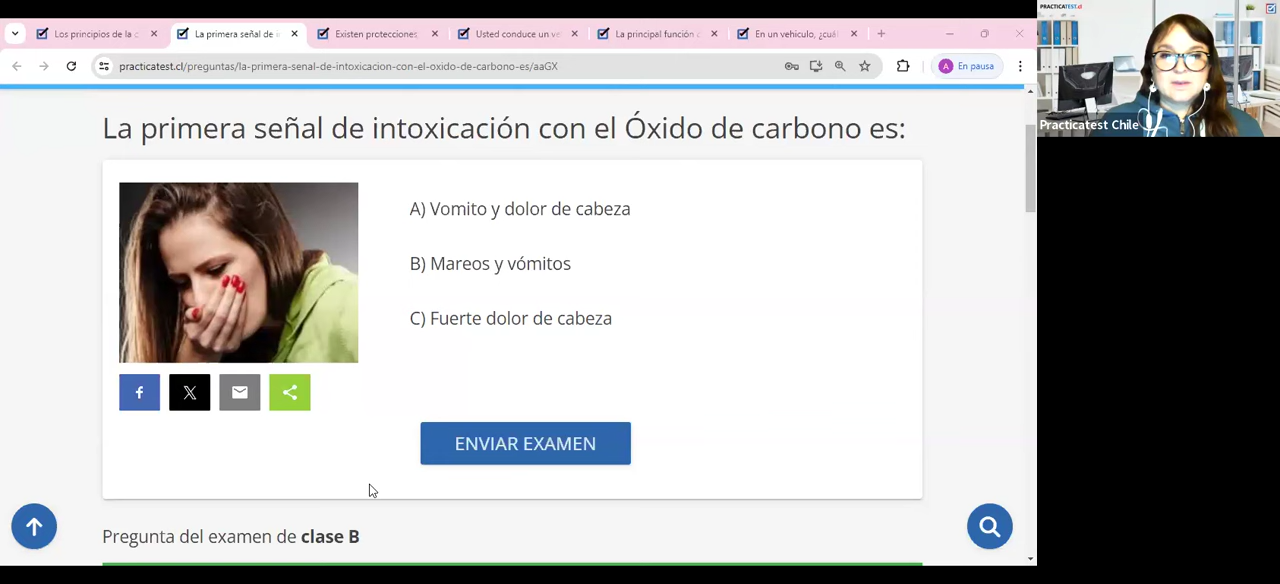 Los principios de la c
La primera señal de i
Existen protecciones
Usted conduce un ve
La principal función d
En un vehículo, ¿cuál
practicatest.cl/preguntas/la-primera-senal-de-intoxicacion-con-el-oxido-de-carbono-es/aaGX
A
En pausa
PRACTICATEST.cl
Practicatest Chile
La primera señal de intoxicación con el Óxido de carbono es:
A) Vomito y dolor de cabeza
B) Mareos y vómitos
C) Fuerte dolor de cabeza
ENVIAR EXAMEN
Pregunta del examen de clase B